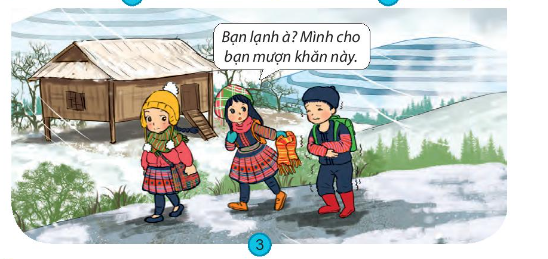 Bạn lạnh à? Mình cho
bạn mượn khăn này.
3